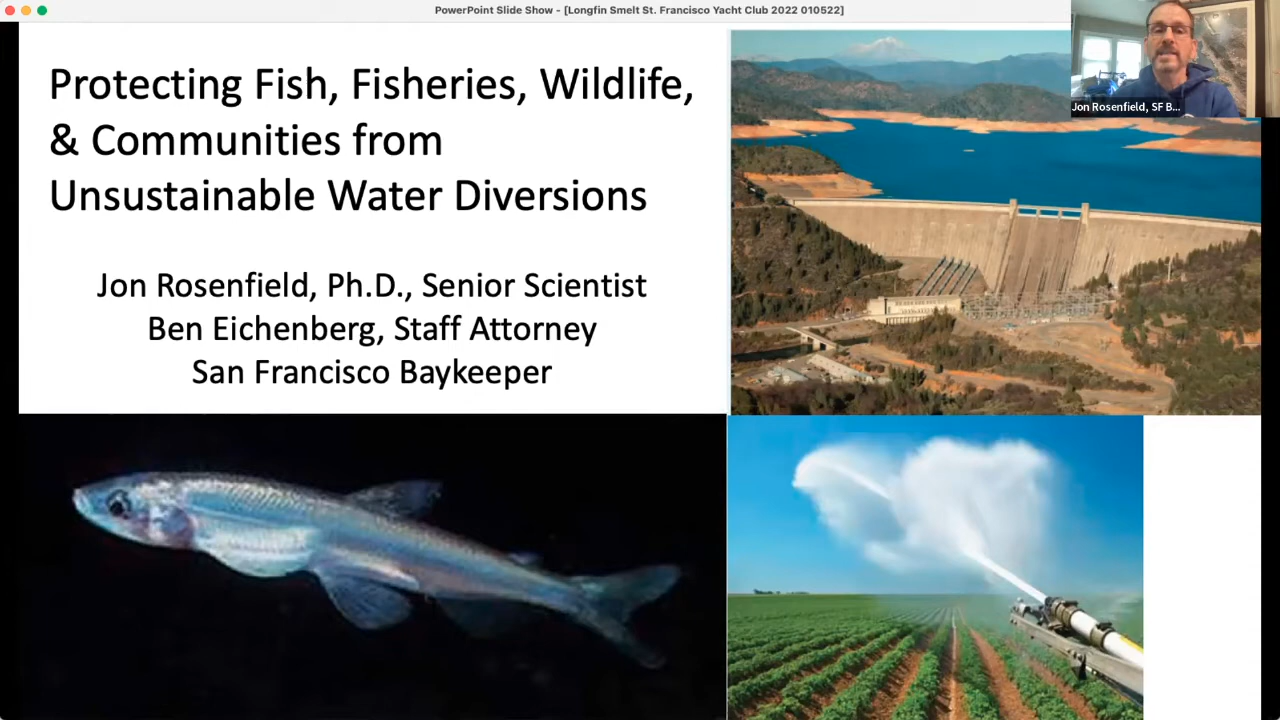 PowerPoint Slide Show - [Longfin Smelt St. Francisco Yacht Club 2022 010522]
Protecting Fish, Fisheries, Wildlife,
& Communities from
Unsustainable Water Diversions
Jon Rosenfield, Ph.D., Senior Scientist
Ben Eichenberg, Staff Attorney
San Francisco Baykeeper
Jon Rosenfield, SF B...